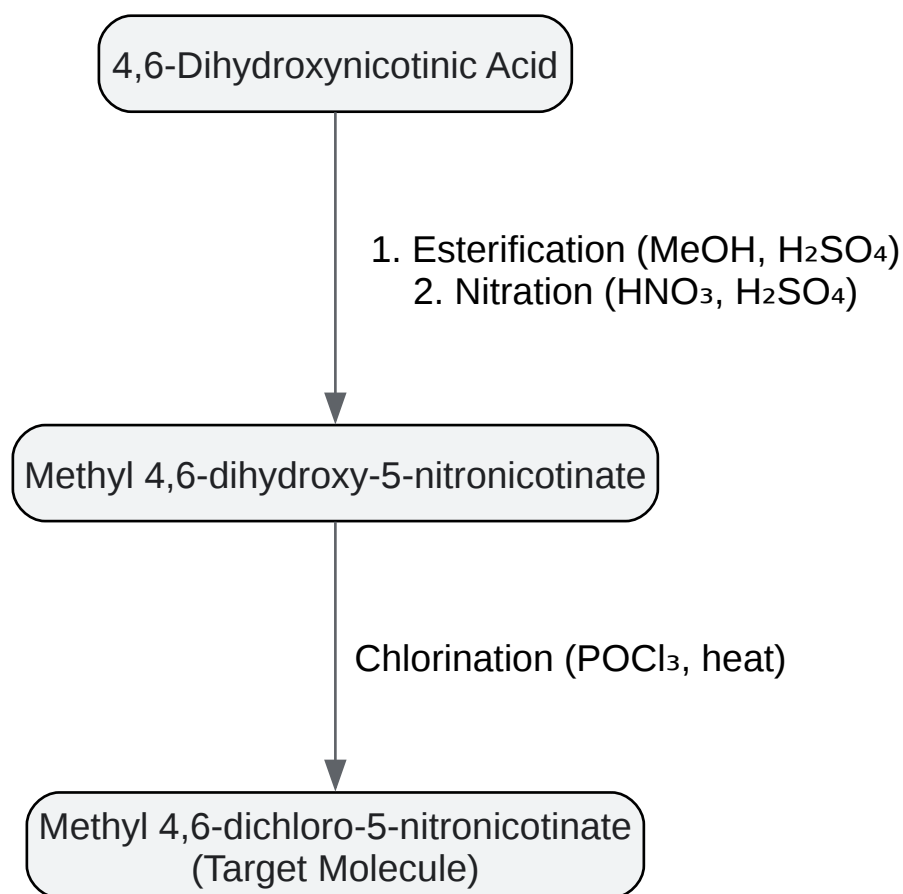 4,6-Dihydroxynicotinic Acid
1. Esterification (MeOH, H₂SO₄)
2. Nitration (HNO₃, H₂SO₄)
Methyl 4,6-dihydroxy-5-nitronicotinate
Chlorination (POCl₃, heat)
Methyl 4,6-dichloro-5-nitronicotinate
(Target Molecule)